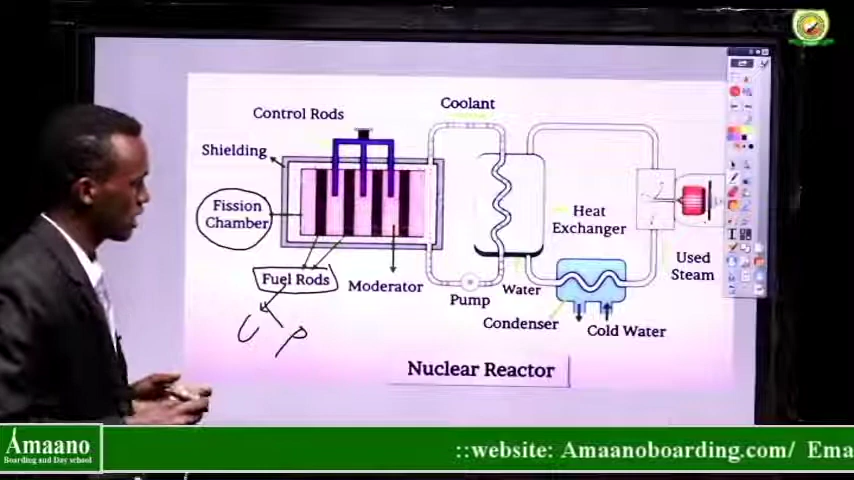 Coolant
Control Rods
Shielding
Fission
Chamber
Heat
Exchanger
Used
Steam
Fuel Rods
Moderator
Pump
Water
Condenser
Cold Water
U P
Nuclear Reactor
Amaano
Boarding and Day school
::website: Amaanoboarding.com/ Ema